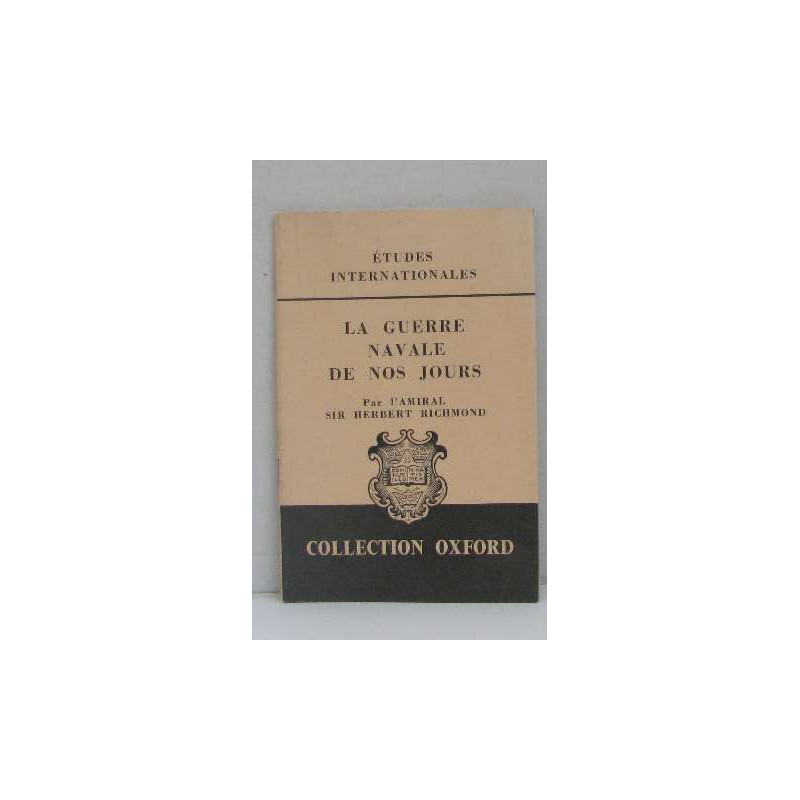 ÉTUDES
INTERNATIONALES
LA GUERRE
NAVALE
DE NOS JOURS
Par l'AMIRAL
SIR HERBERT RICHMOND
COLLECTION OXFORD